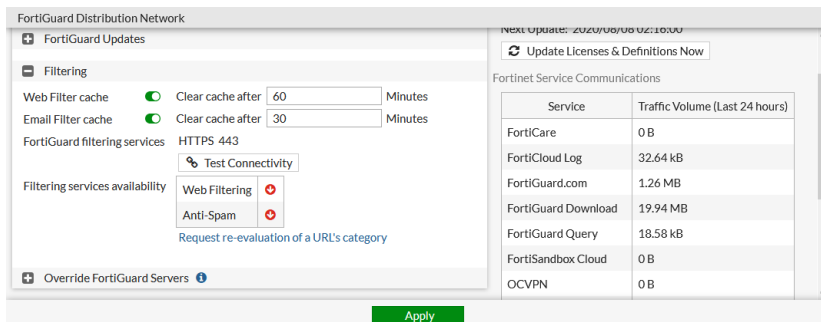 FortiGuard Distribution Network
FortiGuard Updates
Filtering
Web Filter cache Clear cache after 60 Minutes
Email Filter cache Clear cache after 30 Minutes
FortiGuard filtering services HTTPS 443
Test Connectivity
Filtering services availability Web Filtering
Anti-Spam
Request re-evaluation of a URL's category
Override FortiGuard Servers
Next Update: 2020/08/08 02:16:00
Update Licenses & Definitions Now
Fortinet Service Communications
Service Traffic Volume (Last 24 hours)
FortiCare 0 B
FortiCloud Log 32.64 kB
FortiGuard.com 1.26 MB
FortiGuard Download 19.94 MB
FortiGuard Query 18.58 kB
FortiSandbox Cloud 0 B
OCVPN 0 B
Apply